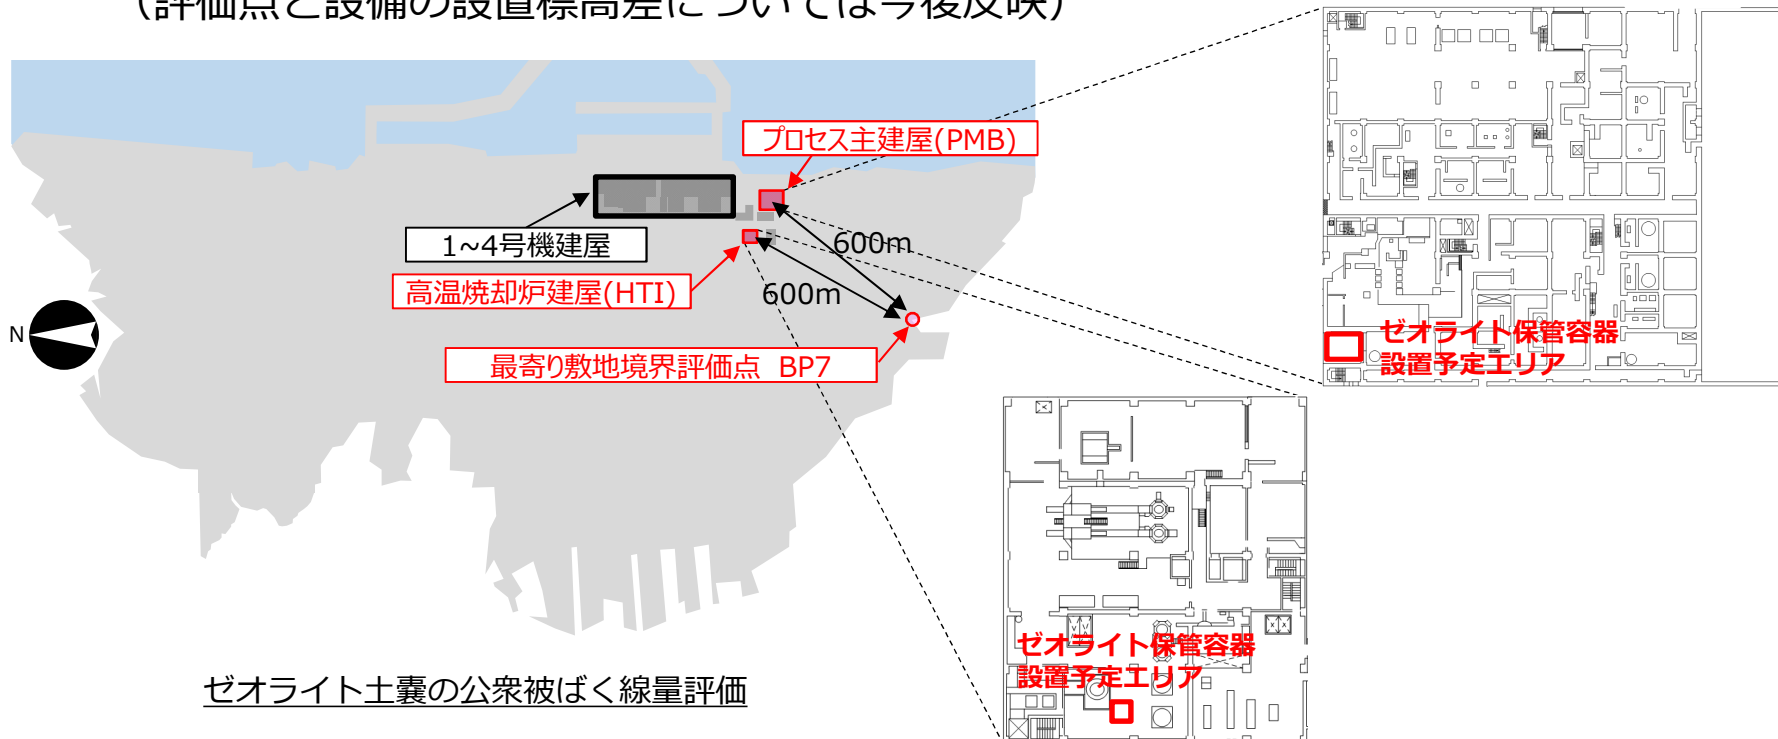 （評価点と設備の設置標高差については今後反映）
プロセス主建屋(PMB)
1~4号機建屋
600m
高温焼却炉建屋(HTI)
600m
N
最寄り敷地境界評価点 BP7
ゼオライト保管容器
設置予定エリア
ゼオライト保管容器
設置予定エリア
ゼオライト土嚢の公衆被ばく線量評価